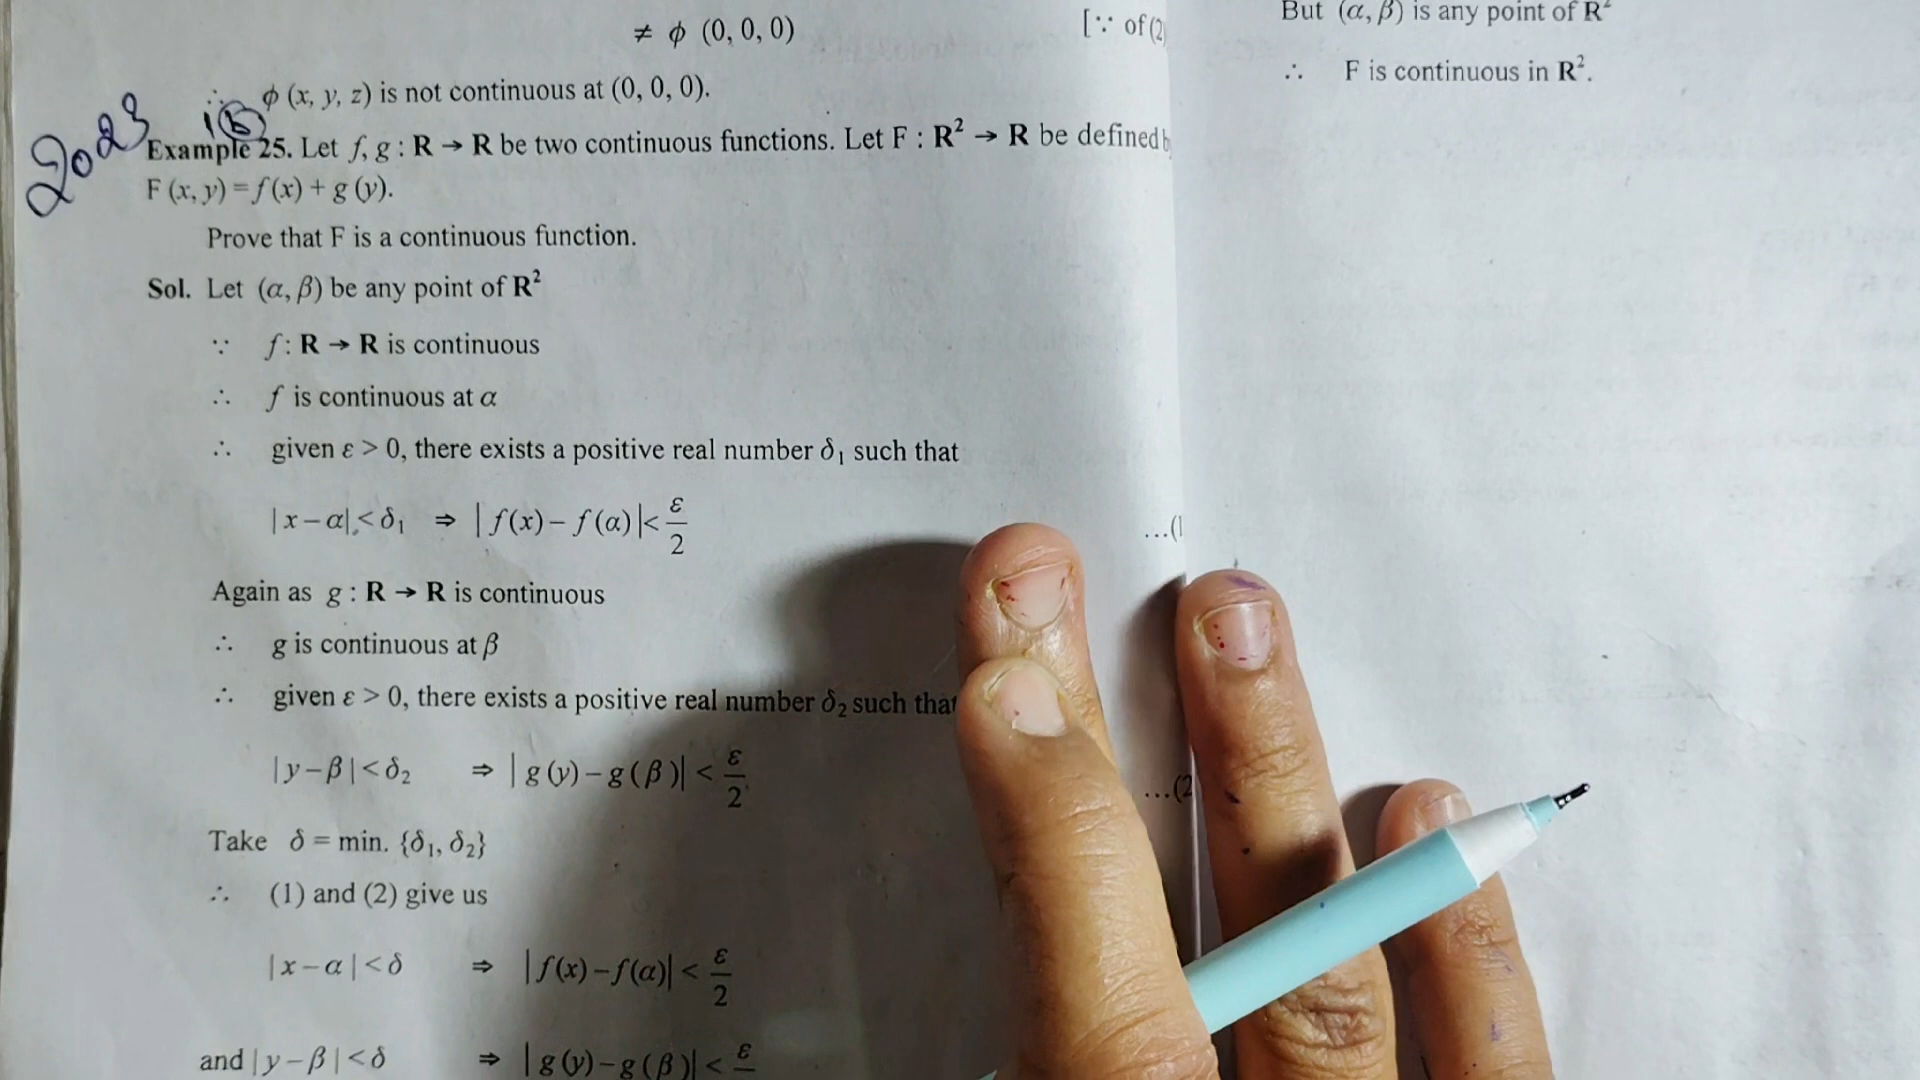 ≠ ϕ (0, 0, 0) [∵ of (2)
∴ ϕ (x, y, z) is not continuous at (0, 0, 0).
2023 1(b)
Example 25. Let f, g : R → R be two continuous functions. Let F : R² → R be defined b
F (x, y) = f(x) + g (y).
Prove that F is a continuous function.
Sol. Let (α, β) be any point of R²
∵ f : R → R is continuous
∴ f is continuous at α
∴ given ε > 0, there exists a positive real number δ₁ such that
| x – α | < δ₁ ⇒ | f(x) – f (α) | < ε/2 ...(1
Again as g : R → R is continuous
∴ g is continuous at β
∴ given ε > 0, there exists a positive real number δ₂ such that
| y – β | < δ₂ ⇒ | g (y) – g (β) | < ε/2 ...(2
Take δ = min. {δ₁, δ₂}
∴ (1) and (2) give us
| x – α | < δ ⇒ | f(x) – f(α) | < ε/2
and | y – β | < δ ⇒ | g (y) – g (β) | < ε
But (α, β) is any point of R²
∴ F is continuous in R².